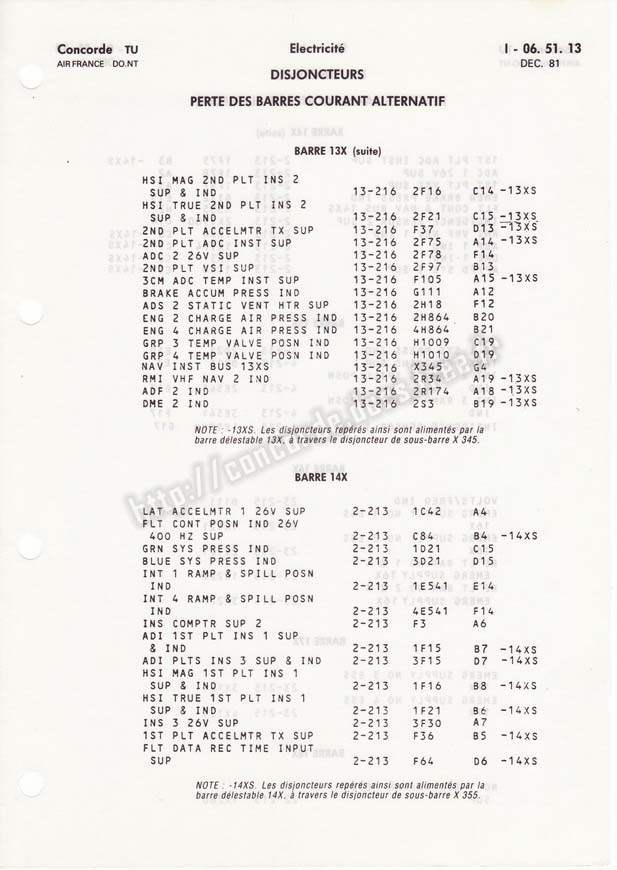 Concorde TU Electricité I - 06. 51. 13
AIR FRANCE DO.NT DEC. 81
DISJONCTEURS
PERTE DES BARRES COURANT ALTERNATIF
BARRE 13X (suite)
HSI MAG 2ND PLT INS 2
SUP & IND 13-216 2F16 C14 -13XS
HSI TRUE 2ND PLT INS 2
SUP & IND 13-216 2F21 C15 -13XS
2ND PLT ACCELMTR TX SUP 13-216 F37 D13 -13XS
2ND PLT ADC INST SUP 13-216 2F75 A14 -13XS
ADC 2 26V SUP 13-216 2F78 F14
2ND PLT VSI SUP 13-216 2F97 B13
3CM ADC TEMP INST SUP 13-216 F105 A15 -13XS
BRAKE ACCUM PRESS IND 13-216 G111 A12
ADS 2 STATIC VENT HTR SUP 13-216 2H18 F12
ENG 2 CHARGE AIR PRESS IND 13-216 2H864 B20
ENG 4 CHARGE AIR PRESS IND 13-216 4H864 B21
GRP 3 TEMP VALVE POSN IND 13-216 H1009 C19
GRP 4 TEMP VALVE POSN IND 13-216 H1010 D19
NAV INST BUS 13XS 13-216 X345 G4
RMI VHF NAV 2 IND 13-216 2R34 A19 -13XS
ADF 2 IND 13-216 2R174 A18 -13XS
DME 2 IND 13-216 2S3 B19 -13XS
NOTE : -13XS. Les disjoncteurs repérés ainsi sont alimentés par la
barre délestable 13X, à travers le disjoncteur de sous-barre X 345.
BARRE 14X
LAT ACCELMTR 1 26V SUP 2-213 1C42 A4
FLT CONT POSN IND 26V
400 HZ SUP 2-213 C84 B4 -14XS
GRN SYS PRESS IND 2-213 1D21 C15
BLUE SYS PRESS IND 2-213 3D21 D15
INT 1 RAMP & SPILL POSN
IND 2-213 1E541 E14
INT 4 RAMP & SPILL POSN
IND 2-213 4E541 F14
INS COMPTR SUP 2 2-213 F3 A6
ADI 1ST PLT INS 1 SUP
& IND 2-213 1F15 B7 -14XS
ADI PLTS INS 3 SUP & IND 2-213 3F15 D7 -14XS
HSI MAG 1ST PLT INS 1
SUP & IND 2-213 1F16 B8 -14XS
HSI TRUE 1ST PLT INS 1
SUP & IND 2-213 1F21 B6 -14XS
INS 3 26V SUP 2-213 3F30 A7
1ST PLT ACCELMTR TX SUP 2-213 F36 B5 -14XS
FLT DATA REC TIME INPUT
SUP 2-213 F64 D6 -14XS
NOTE : -14XS. Les disjoncteurs repérés ainsi sont alimentés par la
barre délestable 14X, à travers le disjoncteur de sous-barre X 355.